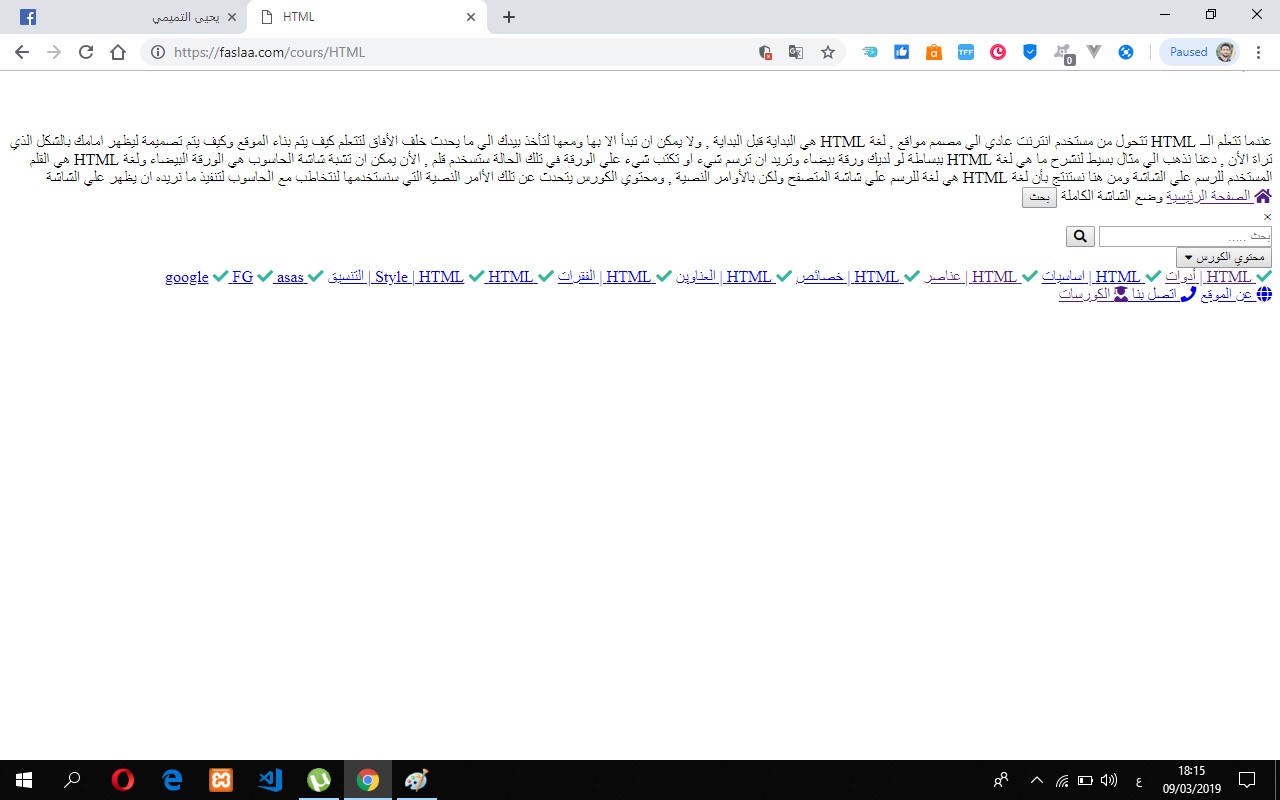 يحيى التميمي
HTML
https://faslaa.com/cours/HTML
Paused
عندما تتعلم الــ HTML تتحول من مستخدم انترنت عادي الي مصمم مواقع , لغة HTML هي البداية قبل البداية , ولا يمكن ان تبدأ الا بها ومعها لتأخذ بيدك الي ما يحدث خلف الأفاق لتتعلم كيف يتم بناء الموقع وكيف يتم تصميمة ليظهر امامك بالشكل الذي
تراة الأن , دعنا نذهب الي مثال بسيط لنشرح ما هي لغة HTML ببساطة لو لديك ورقة بيضاء وتريد ان ترسم شيء او تكتب شيء علي الورقة في تلك الحالة ستسخدم قلم , الأن يمكن ان تشبة شاشة الحاسوب هي الورقة البيضاء ولغة HTML هي القلم
المستخدم للرسم علي الشاشة ومن هنا نستنتج بأن لغة HTML هي لغة للرسم علي شاشة المتصفح ولكن بالأوامر النصية , ومحتوي الكورس يتحدث عن تلك الأامر النصية التي سنستخدمها لنتخاطب مع الحاسوب لتنفيذ ما نريده ان يظهر علي الشاشة
الصفحة الرئيسية وضع الشاشة الكاملة بحث
×
بحث .....
محتوي الكورس
HTML | أدوات HTML | اساسيات HTML | عناصر HTML | خصائص HTML | العناوين HTML | الفقرات HTML Style | HTML | التنسيق asas FG google
عن الموقع اتصل بنا الكورسات
TFF
0
ع
18:15
09/03/2019